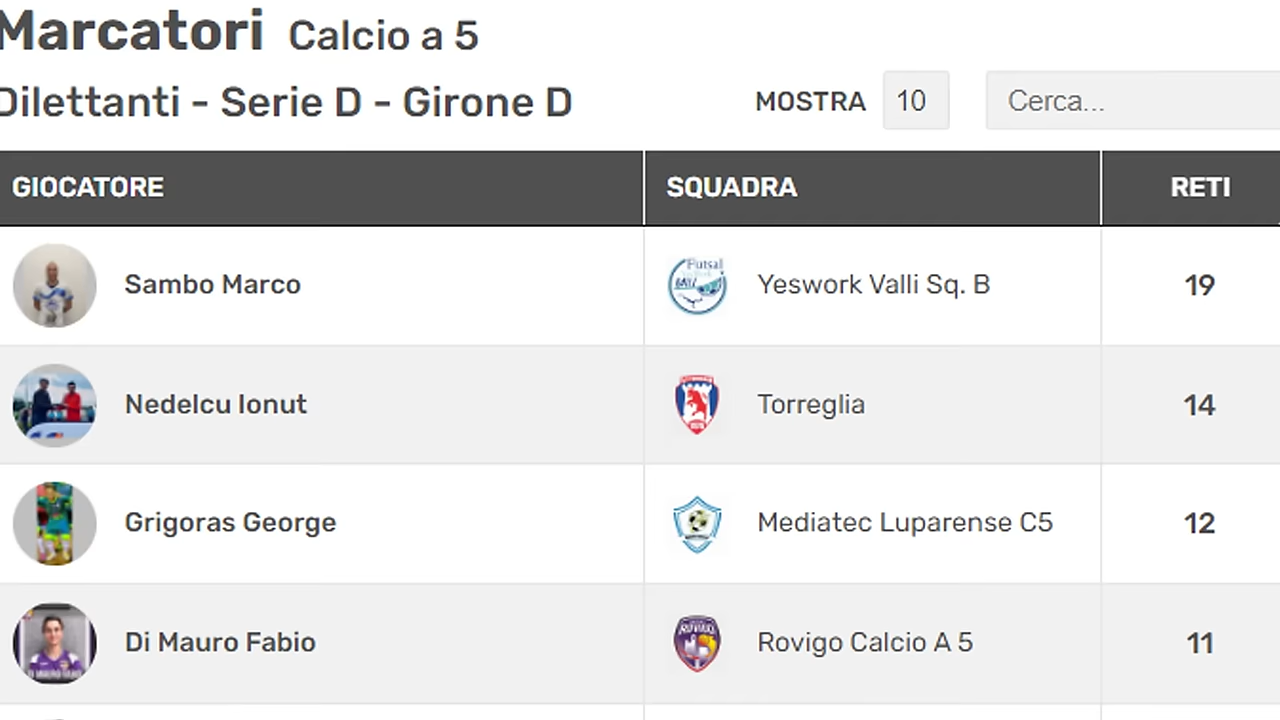 Marcatori Calcio a 5
Dilettanti - Serie D - Girone D
MOSTRA 10 Cerca...
GIOCATORE SQUADRA RETI
Sambo Marco Futsal Yeswork Valli Sq. B 19
Nedelcu Ionut Torreglia 14
Grigoras George Mediatec Luparense C5 12
Di Mauro Fabio Rovigo Calcio A 5 11